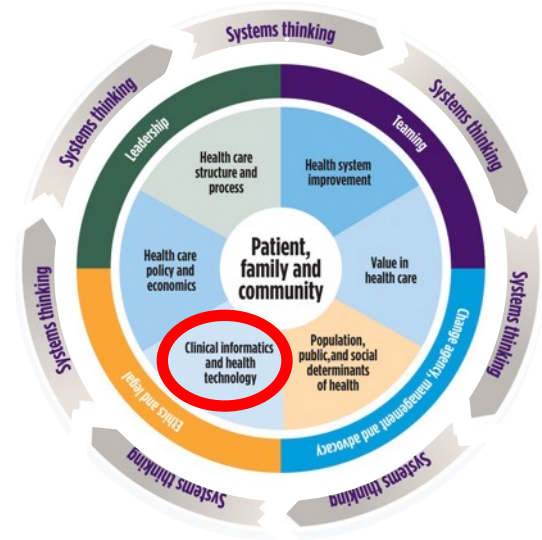 Systems thinking
Systems thinking
Systems thinking
Systems thinking
Systems thinking
Systems thinking
Systems thinking
Systems thinking
Leadership
Teaming
Change agency, management and advocacy
Ethics and legal
Health care
structure and
process
Health system
improvement
Value in
health care
Population,
public,and social
determinants
of health
Clinical informatics
and health
technology
Health care
policy and
economics
Patient,
family and
community